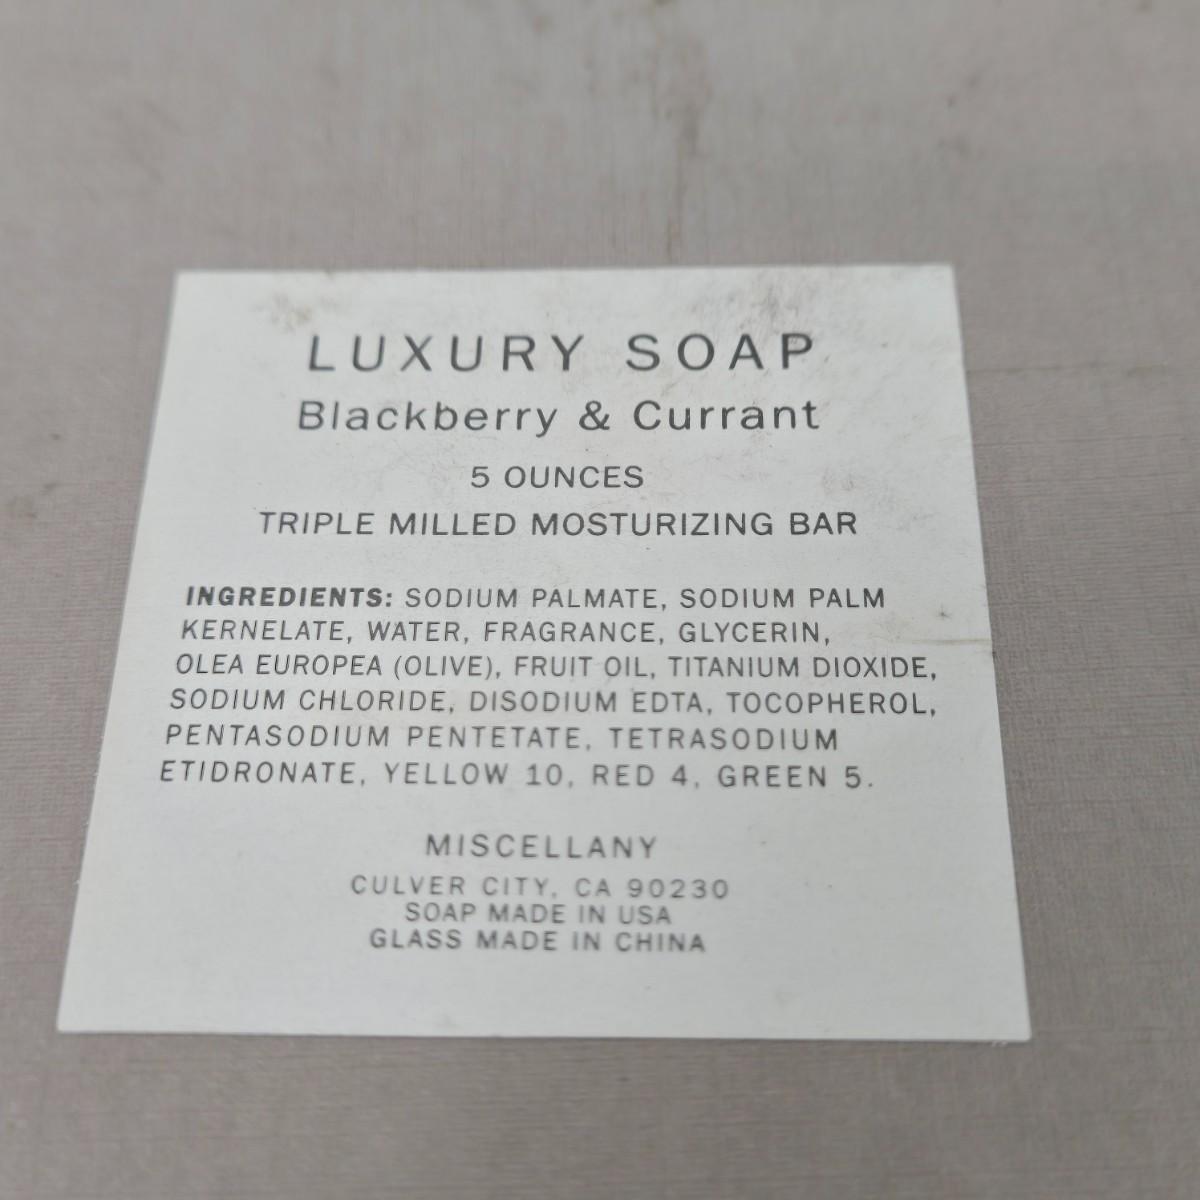 LUXURY SOAP
Blackberry & Currant
5 OUNCES
TRIPLE MILLED MOSTURIZING BAR
INGREDIENTS: SODIUM PALMATE, SODIUM PALM
KERNELATE, WATER, FRAGRANCE, GLYCERIN,
OLEA EUROPEA (OLIVE), FRUIT OIL, TITANIUM DIOXIDE,
SODIUM CHLORIDE, DISODIUM EDTA, TOCOPHEROL,
PENTASODIUM PENTETATE, TETRASODIUM
ETIDRONATE, YELLOW 10, RED 4, GREEN 5.
MISCELLANY
CULVER CITY, CA 90230
SOAP MADE IN USA
GLASS MADE IN CHINA